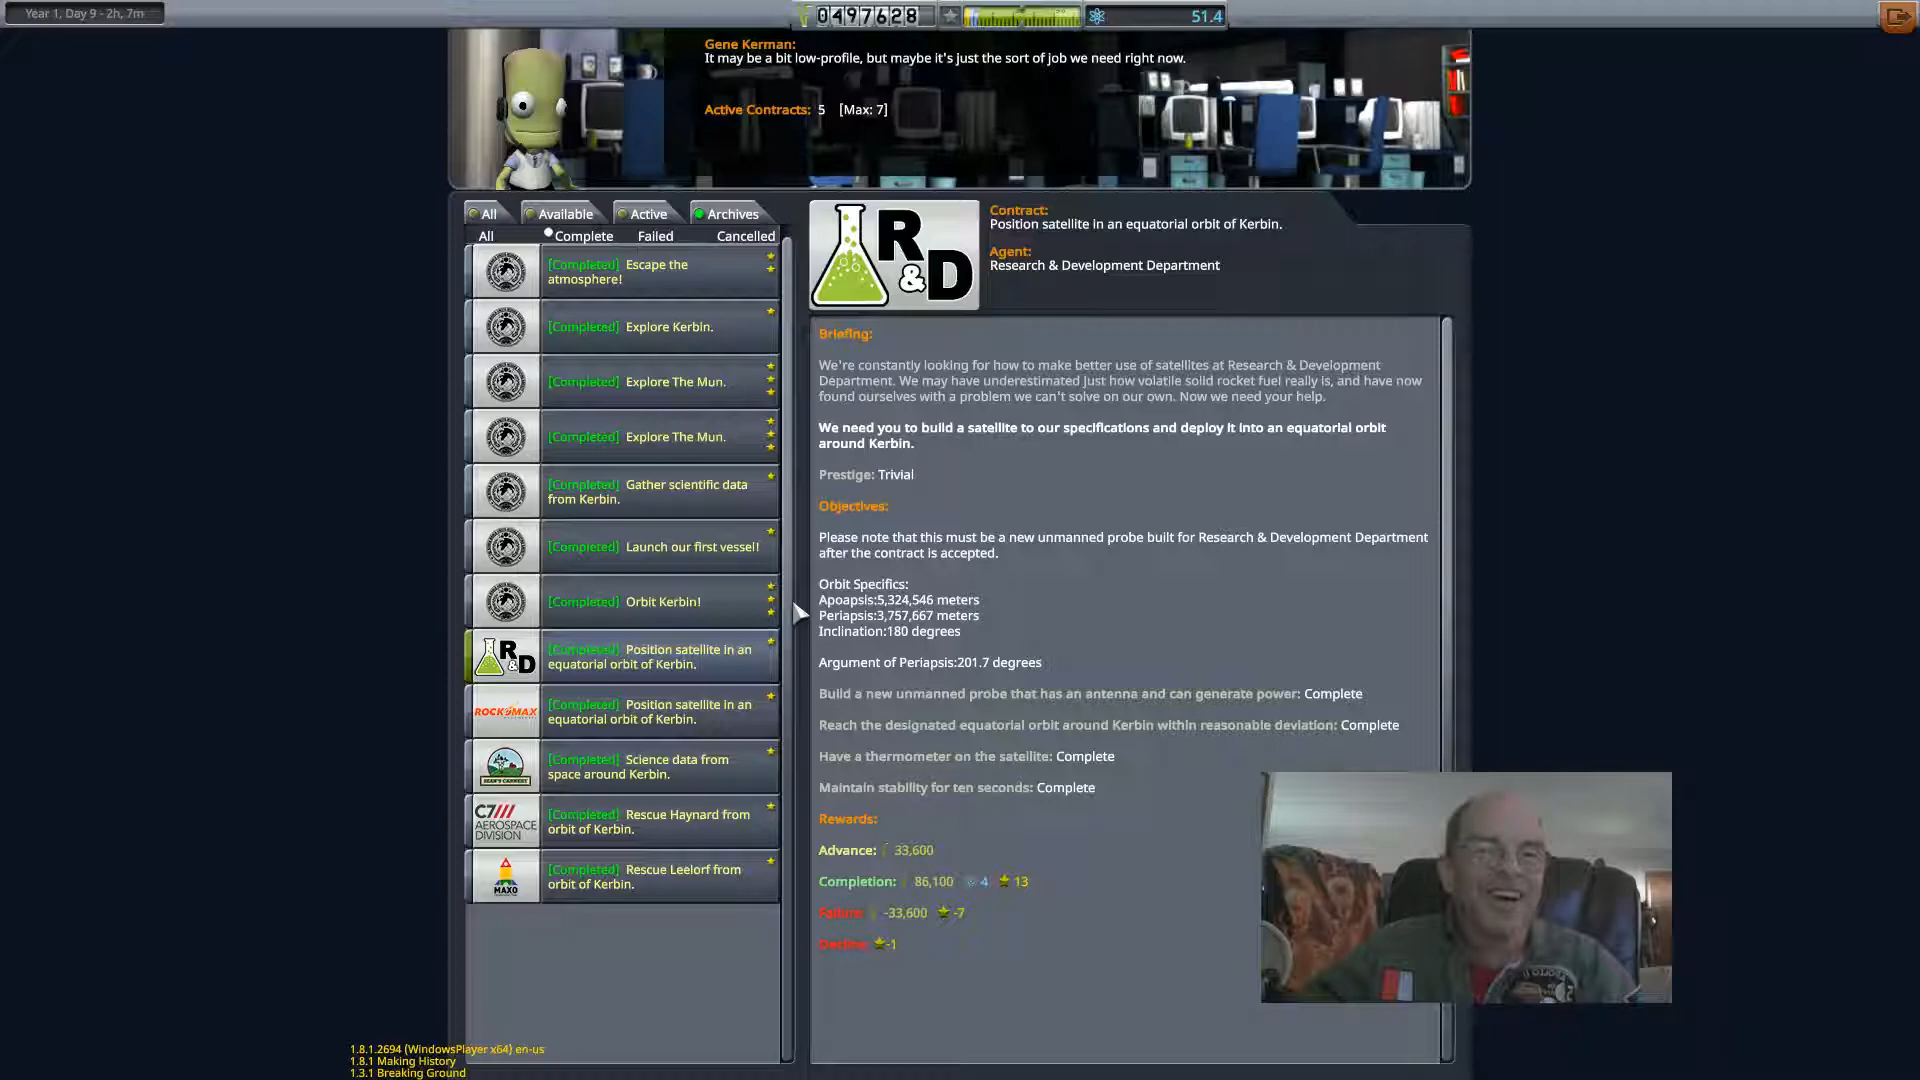 Year 1, Day 9 - 2h, 7m
0497628
51.4
Gene Kerman:
It may be a bit low-profile, but maybe it's just the sort of job we need right now.
Active Contracts: 5 [Max: 7]
All
Available
Active
Archives
All
Complete
Failed
Cancelled
[Completed] Escape the
atmosphere!
[Completed] Explore Kerbin.
[Completed] Explore The Mun.
[Completed] Explore The Mun.
[Completed] Gather scientific data
from Kerbin.
[Completed] Launch our first vessel!
[Completed] Orbit Kerbin!
R&D
[Completed] Position satellite in an
equatorial orbit of Kerbin.
ROCKOMAX
[Completed] Position satellite in an
equatorial orbit of Kerbin.
[Completed] Science data from
space around Kerbin.
C7///
AEROSPACE
DIVISION
[Completed] Rescue Haynard from
orbit of Kerbin.
MAXO
[Completed] Rescue Leelorf from
orbit of Kerbin.
R&D
Contract:
Position satellite in an equatorial orbit of Kerbin.
Agent:
Research & Development Department
Briefing:
We're constantly looking for how to make better use of satellites at Research & Development
Department. We may have underestimated just how volatile solid rocket fuel really is, and have now
found ourselves with a problem we can't solve on our own. Now we need your help.
We need you to build a satellite to our specifications and deploy it into an equatorial orbit
around Kerbin.
Prestige: Trivial
Objectives:
Please note that this must be a new unmanned probe built for Research & Development Department
after the contract is accepted.
Orbit Specifics:
Apoapsis:5,324,546 meters
Periapsis:3,757,667 meters
Inclination:180 degrees
Argument of Periapsis:201.7 degrees
Build a new unmanned probe that has an antenna and can generate power: Complete
Reach the designated equatorial orbit around Kerbin within reasonable deviation: Complete
Have a thermometer on the satellite: Complete
Maintain stability for ten seconds: Complete
Rewards:
Advance: 33,600
Completion: 86,100 4 13
Failure: -33,600 -7
Decline: -1
1.8.1.2694 (WindowsPlayer x64) en-us
1.8.1 Making History
1.3.1 Breaking Ground